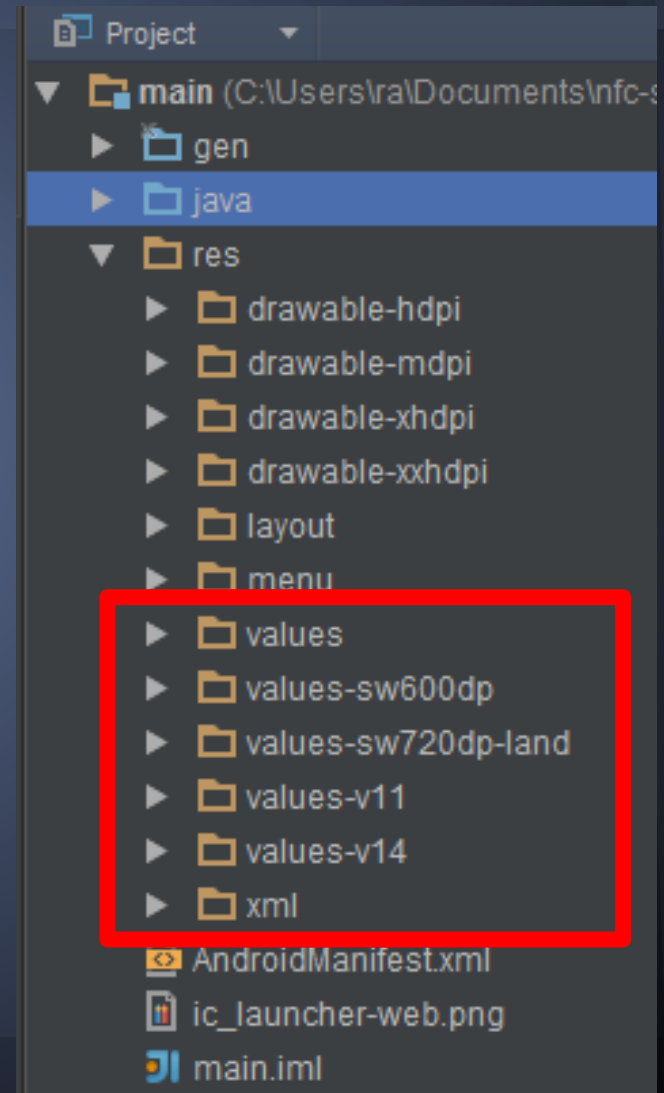 Project
main (C:\Users\ra\Documents\nfc-s
gen
java
res
drawable-hdpi
drawable-mdpi
drawable-xhdpi
drawable-xxhdpi
layout
menu
values
values-sw600dp
values-sw720dp-land
values-v11
values-v14
xml
AndroidManifest.xml
ic_launcher-web.png
main.iml